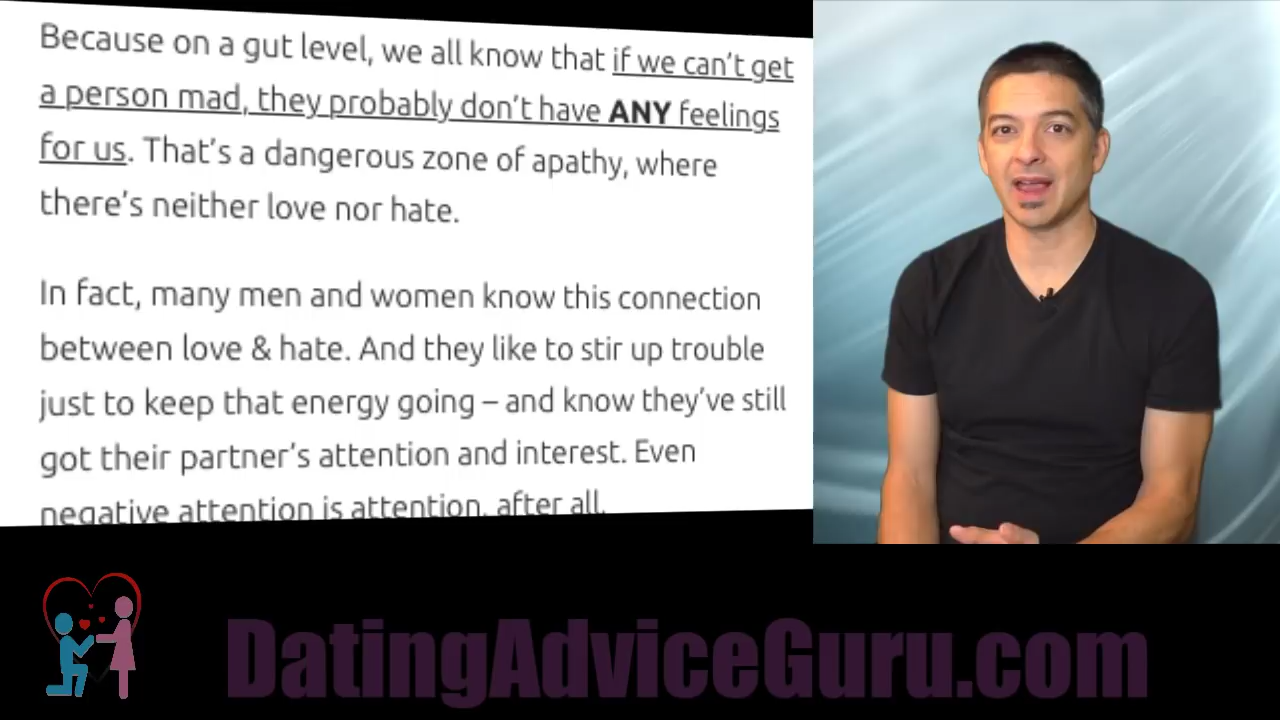 Because on a gut level, we all know that if we can't get
a person mad, they probably don't have ANY feelings
for us. That's a dangerous zone of apathy, where
there's neither love nor hate.
In fact, many men and women know this connection
between love & hate. And they like to stir up trouble
just to keep that energy going – and know they've still
got their partner's attention and interest. Even
negative attention is attention, after all.
DatingAdviceGuru.com